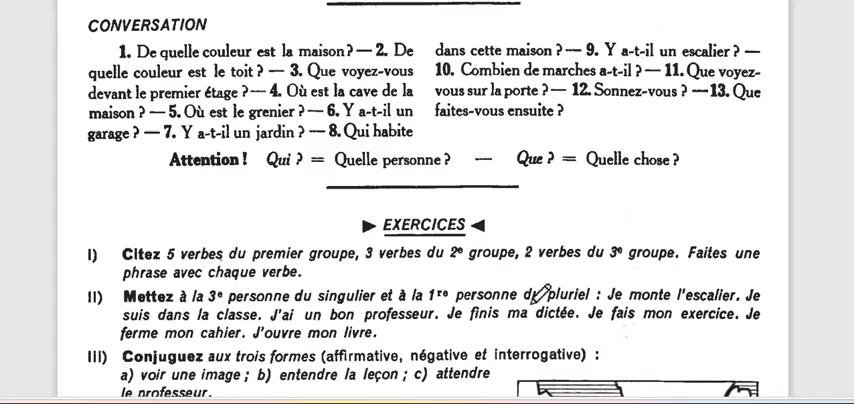 CONVERSATION
1. De quelle couleur est la maison ? — 2. De
quelle couleur est le toit ? — 3. Que voyez-vous
devant le premier étage ? — 4. Où est la cave de la
maison ? — 5. Où est le grenier ? — 6. Y a-t-il un
garage ? — 7. Y a-t-il un jardin ? — 8. Qui habite
dans cette maison ? — 9. Y a-t-il un escalier ? —
10. Combien de marches a-t-il ? — 11. Que voyez-
vous sur la porte ? — 12. Sonnez-vous ? — 13. Que
faites-vous ensuite ?
Attention ! Qui ? = Quelle personne ? — Que ? = Quelle chose ?
► EXERCICES ◄
I) Citez 5 verbes du premier groupe, 3 verbes du 2e groupe, 2 verbes du 3e groupe. Faites une
phrase avec chaque verbe.
II) Mettez à la 3e personne du singulier et à la 1re personne du pluriel : Je monte l'escalier. Je
suis dans la classe. J'ai un bon professeur. Je finis ma dictée. Je fais mon exercice. Je
ferme mon cahier. J'ouvre mon livre.
III) Conjuguez aux trois formes (affirmative, négative et interrogative) :
a) voir une image ; b) entendre la leçon ; c) attendre
le professeur.